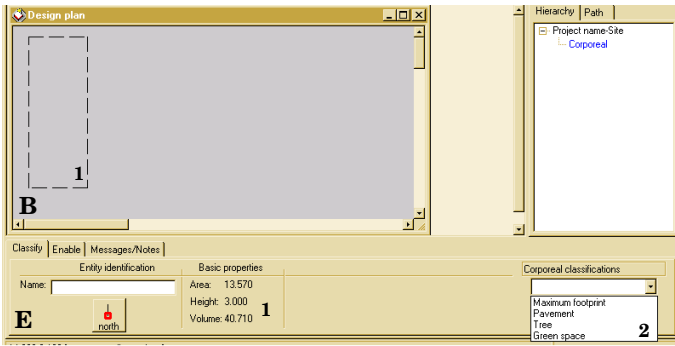 Design plan
1
B
Hierarchy Path
Project name-Site
Corporeal
Classify Enable Messages/Notes
Entity identification
Name:
north
E
Basic properties
Area: 13.570
Height: 3.000
Volume: 40.710
1
Corporeal classifications
Maximum footprint
Pavement
Tree
Green space
2